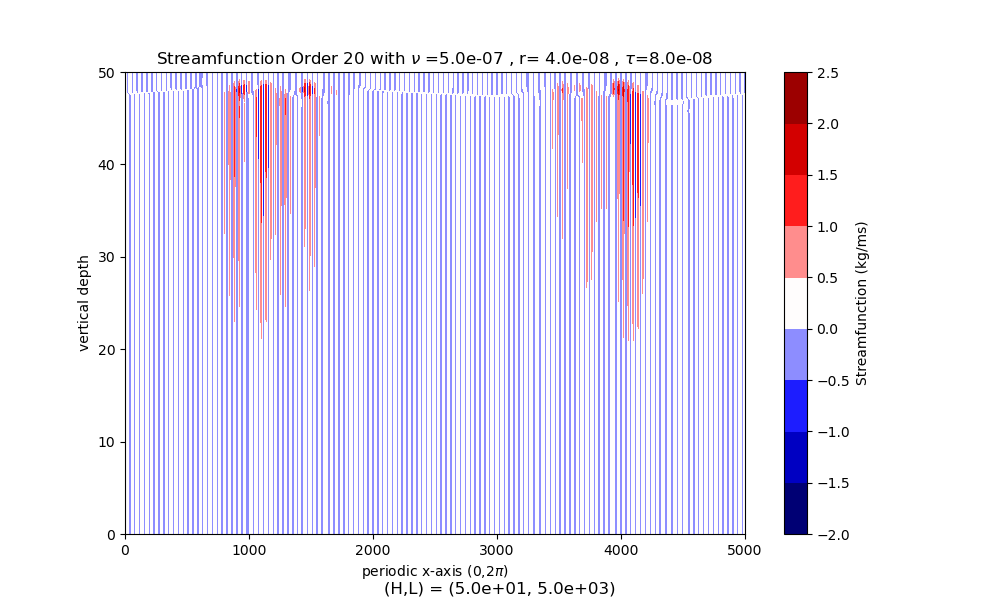 Streamfunction Order 20 with ν =5.0e-07 , r= 4.0e-08 , τ=8.0e-08
50
40
30
20
10
0
vertical depth
0 1000 2000 3000 4000 5000
periodic x-axis (0,2π)
(H,L) = (5.0e+01, 5.0e+03)
2.5
2.0
1.5
1.0
0.5
0.0
−0.5
−1.0
−1.5
−2.0
Streamfunction (kg/ms)